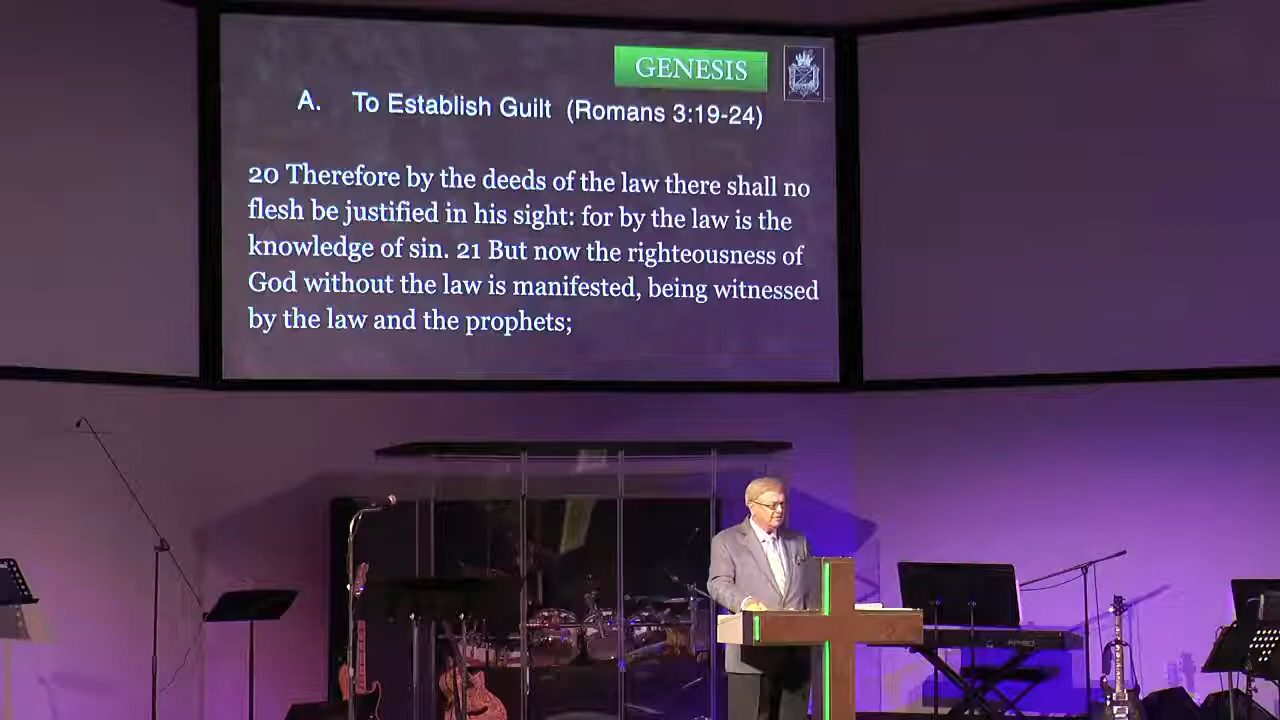 GENESIS
A. To Establish Guilt (Romans 3:19-24)
20 Therefore by the deeds of the law there shall no
flesh be justified in his sight: for by the law is the
knowledge of sin. 21 But now the righteousness of
God without the law is manifested, being witnessed
by the law and the prophets;